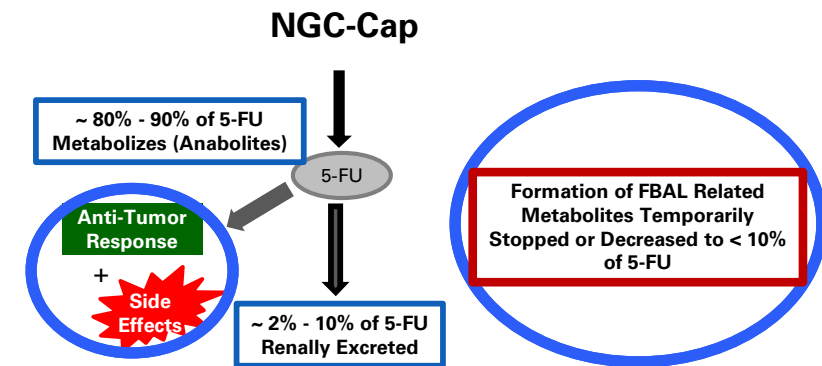 NGC-Cap
~ 80% - 90% of 5-FU
Metabolizes (Anabolites)
5-FU
Anti-Tumor
Response
+
Side
Effects
~ 2% - 10% of 5-FU
Renally Excreted
Formation of FBAL Related
Metabolites Temporarily
Stopped or Decreased to < 10%
of 5-FU